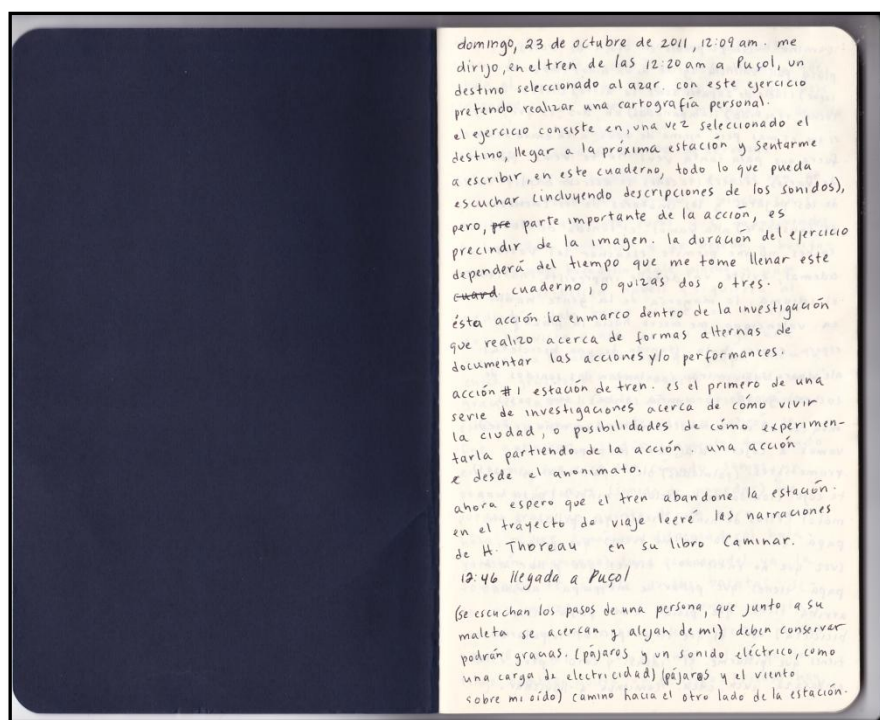 domingo, 23 de octubre de 2011, 12:09 am. me
dirijo, en el tren de las 12:20 am a Puçol, un
destino seleccionado al azar. con este ejercicio
pretendo realizar una cartografía personal.
el ejercicio consiste en, una vez seleccionado el
destino, llegar a la próxima estación y sentarme
a escribir, en este cuaderno, todo lo que pueda
escuchar (incluyendo descripciones de los sonidos),
pero, pre parte importante de la acción, es
precindir de la imagen. la duración del ejercicio
dependerá del tiempo que me tome llenar este
cuard cuaderno, o quizás dos o tres.
ésta acción la enmarco dentro de la investigación
que realizo acerca de formas alternas de
documentar las acciones y/o performances.
acción #1 estación de tren. es el primero de una
serie de investigaciones acerca de cómo vivir
la ciudad, o posibilidades de cómo experimen-
tarla partiendo de la acción. una acción
e desde el anonimato.
ahora espero que el tren abandone la estación.
en el trayecto de viaje leeré las narraciones
de H. Thoreau en su libro Caminar.
12:46 llegada a Puçol
(se escuchan los pasos de una persona, que junto a su
maleta se acercan y alejan de mi) deben conservar
podrán gracias. (pájaros y un sonido eléctrico, como
una carga de electricidad) (pájaros y el viento
sobre mi oído) camino hacia el otro lado de la estación.